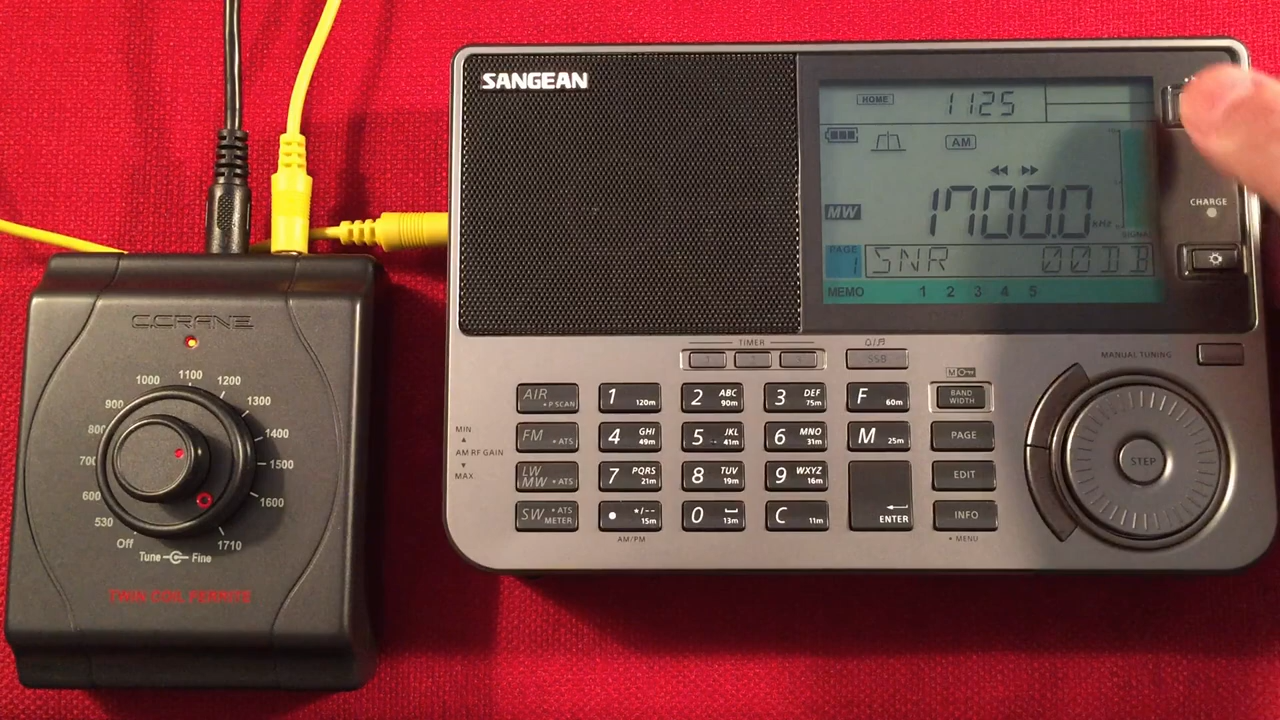 SANGEAN
HOME 1125
AM
MW 1700.0 kHz
SIGNAL
PAGE 1 SNR 00DB
MEMO 1 2 3 4 5
CHARGE
C.CRANE
1100
1000 1200
900 1300
800 1400
700 1500
600 1600
530
Off 1710
Tune Fine
TWIN COIL FERRITE
TIMER
1 2 3 SSB
MANUAL TUNING
AIR •P SCAN 1 120m 2 ABC 90m 3 DEF 75m F 60m BAND WIDTH
MIN
AM RF GAIN
MAX
FM •ATS 4 GHI 49m 5 JKL 41m 6 MNO 31m M 25m PAGE
LW MW •ATS 7 PQRS 21m 8 TUV 19m 9 WXYZ 16m ENTER EDIT
SW •ATS METER • */-- 15m 0 13m C 11m INFO
AM/PM • MENU
STEP